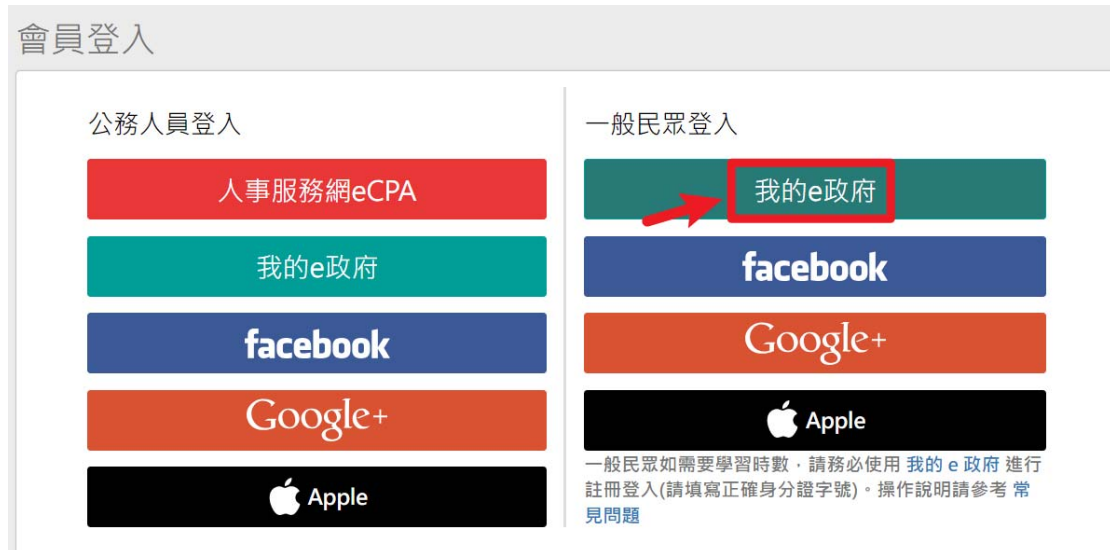 會員登入
公務人員登入
人事服務網eCPA
我的e政府
facebook
Google+
Apple
一般民眾登入
我的e政府
facebook
Google+
Apple
一般民眾如需要學習時數，請務必使用 我的 e 政府 進行
註冊登入(請填寫正確身分證字號)。操作說明請參考 常
見問題